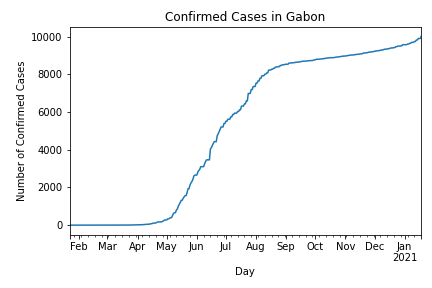 Confirmed Cases in Gabon
Number of Confirmed Cases
10000
8000
6000
4000
2000
0
Feb Mar Apr May Jun Jul Aug Sep Oct Nov Dec Jan
2021
Day